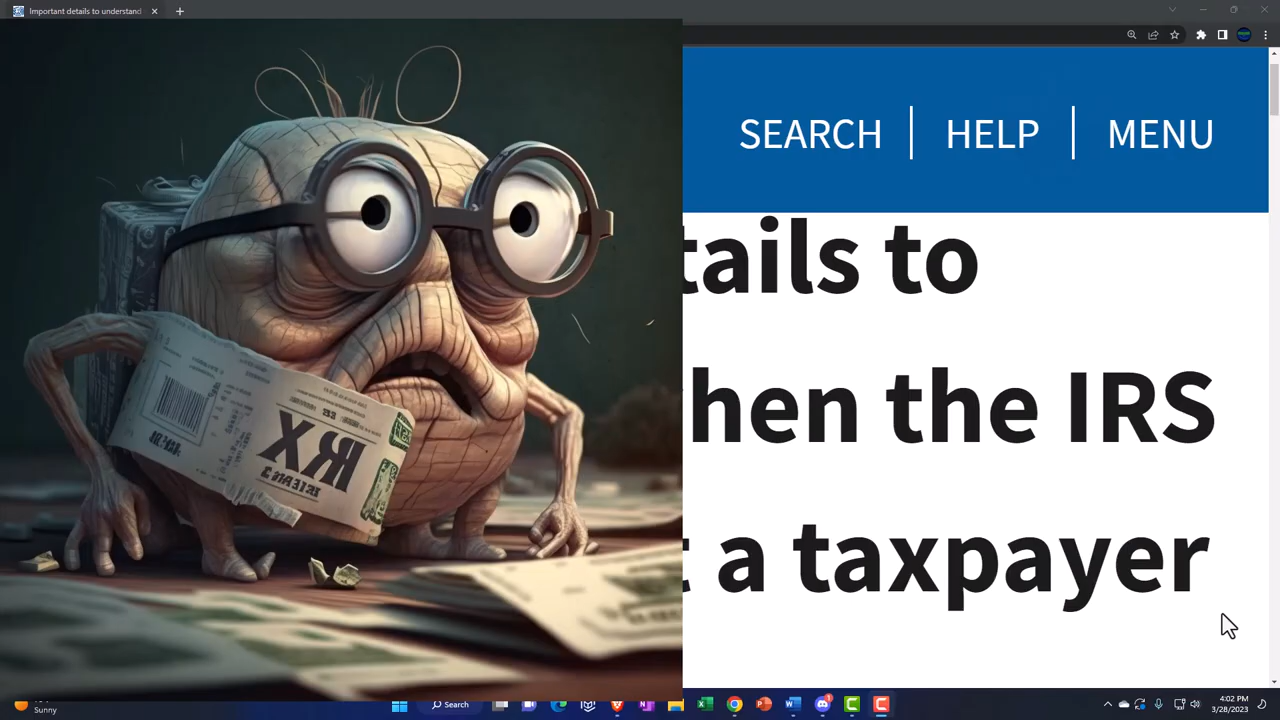 Important details to understand
SEARCH
HELP
MENU
tails to
hen the IRS
t a taxpayer
IRX
Sunny
Search
4:02 PM
3/28/2023